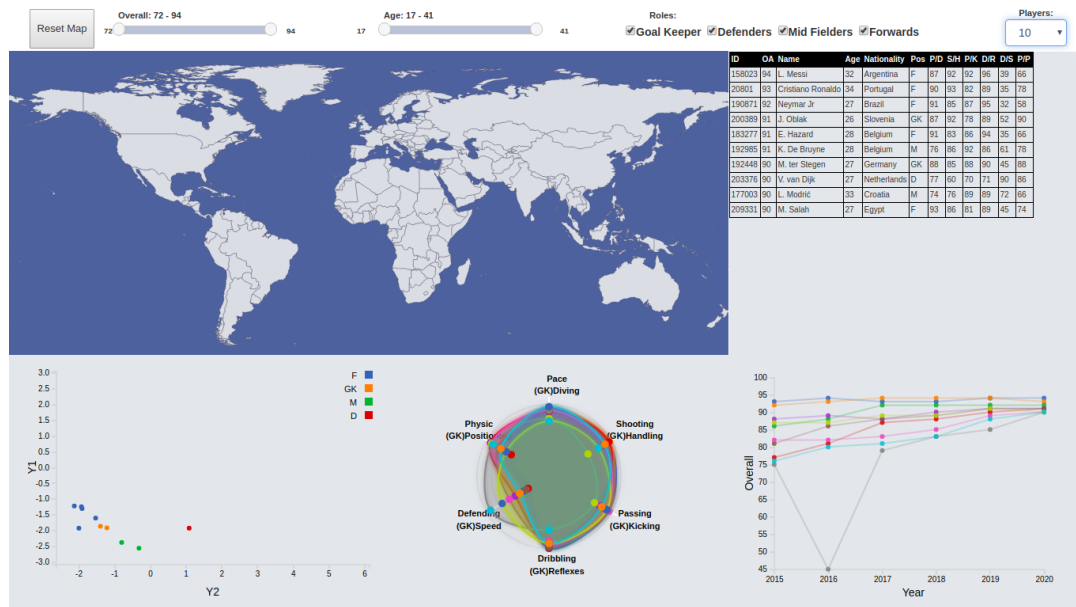 Reset Map
Overall: 72 - 94
72
94
Age: 17 - 41
17
41
Roles:
Goal Keeper Defenders Mid Fielders Forwards
Players:
10
ID OA Name Age Nationality Pos P/D S/H P/K D/R D/S P/P
158023 94 L. Messi 32 Argentina F 87 92 92 96 39 66
20801 93 Cristiano Ronaldo 34 Portugal F 90 93 82 89 35 78
190871 92 Neymar Jr 27 Brazil F 91 85 87 95 32 58
200389 91 J. Oblak 26 Slovenia GK 87 92 78 89 52 90
183277 91 E. Hazard 28 Belgium F 91 83 86 94 35 66
192985 91 K. De Bruyne 28 Belgium M 76 86 92 86 61 78
192448 90 M. ter Stegen 27 Germany GK 88 85 88 90 45 88
203376 90 V. van Dijk 27 Netherlands D 77 60 70 71 90 86
177003 90 L. Modrić 33 Croatia M 74 76 89 89 72 66
209331 90 M. Salah 27 Egypt F 93 86 81 89 45 74
3.0
2.5
2.0
1.5
1.0
0.5
0.0
-0.5
-1.0
-1.5
-2.0
-2.5
-3.0
Y1
-2 -1 0 1 2 3 4 5 6
Y2
F
GK
M
D
Pace
(GK)Diving
Shooting
(GK)Handling
Passing
(GK)Kicking
Dribbling
(GK)Reflexes
Defending
(GK)Speed
Physic
(GK)Position
100
95
90
85
80
75
70
65
60
55
50
45
Overall
2015 2016 2017 2018 2019 2020
Year